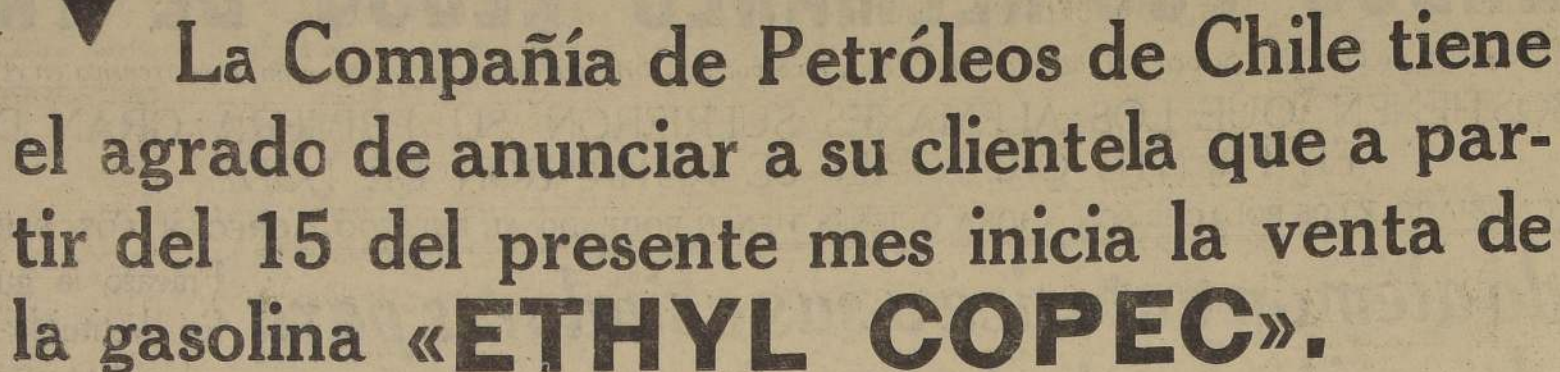 La Compañía de Petróleos de Chile tiene
el agrado de anunciar a su clientela que a par-
tir del 15 del presente mes inicia la venta de
la gasolina «ETHYL COPEC».